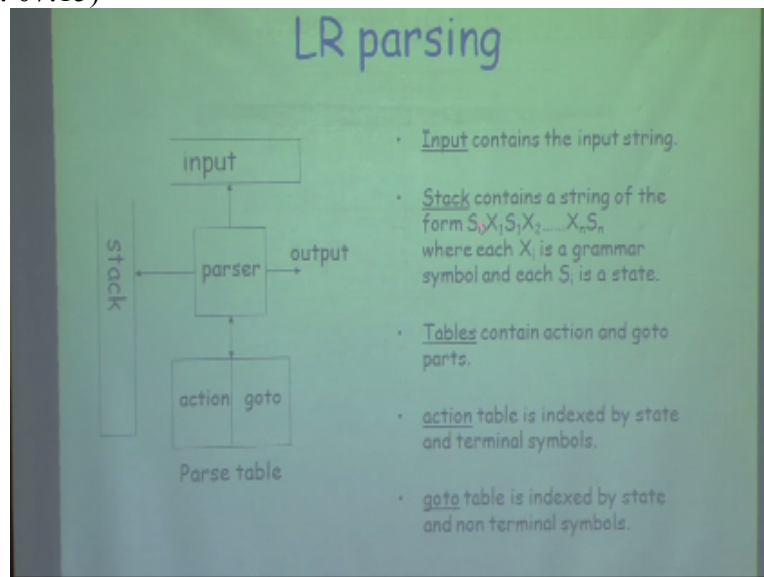 : 07:15)
LR parsing
input
stack
parser
output
action goto
Parse table
· Input contains the input string.
· Stack contains a string of the
form S₀X₁S₁X₂......XₙSₙ
where each Xᵢ is a grammar
symbol and each Sᵢ is a state.
· Tables contain action and goto
parts.
· action table is indexed by state
and terminal symbols.
· goto table is indexed by state
and non terminal symbols.